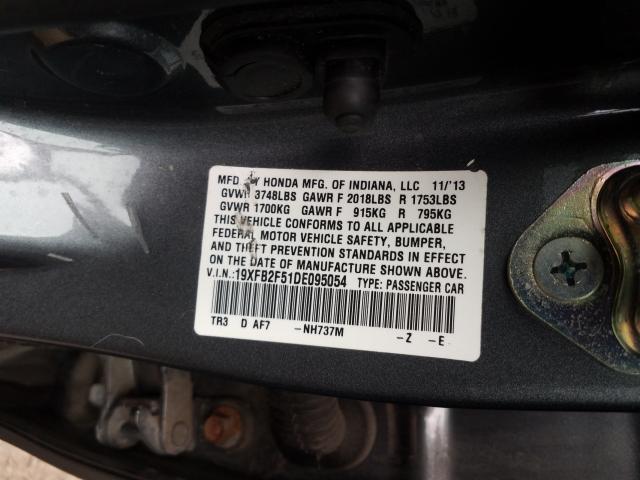 MFD BY HONDA MFG. OF INDIANA, LLC 11/'13
GVWR 3748LBS GAWR F 2018LBS R 1753LBS
GVWR 1700KG GAWR F 915KG R 795KG
THIS VEHICLE CONFORMS TO ALL APPLICABLE
FEDERAL MOTOR VEHICLE SAFETY, BUMPER,
AND THEFT PREVENTION STANDARDS IN EFFECT
ON THE DATE OF MANUFACTURE SHOWN ABOVE.
V.I.N.:19XFB2F51DE095054 TYPE: PASSENGER CAR
TR3 D AF7 -NH737M -Z -E